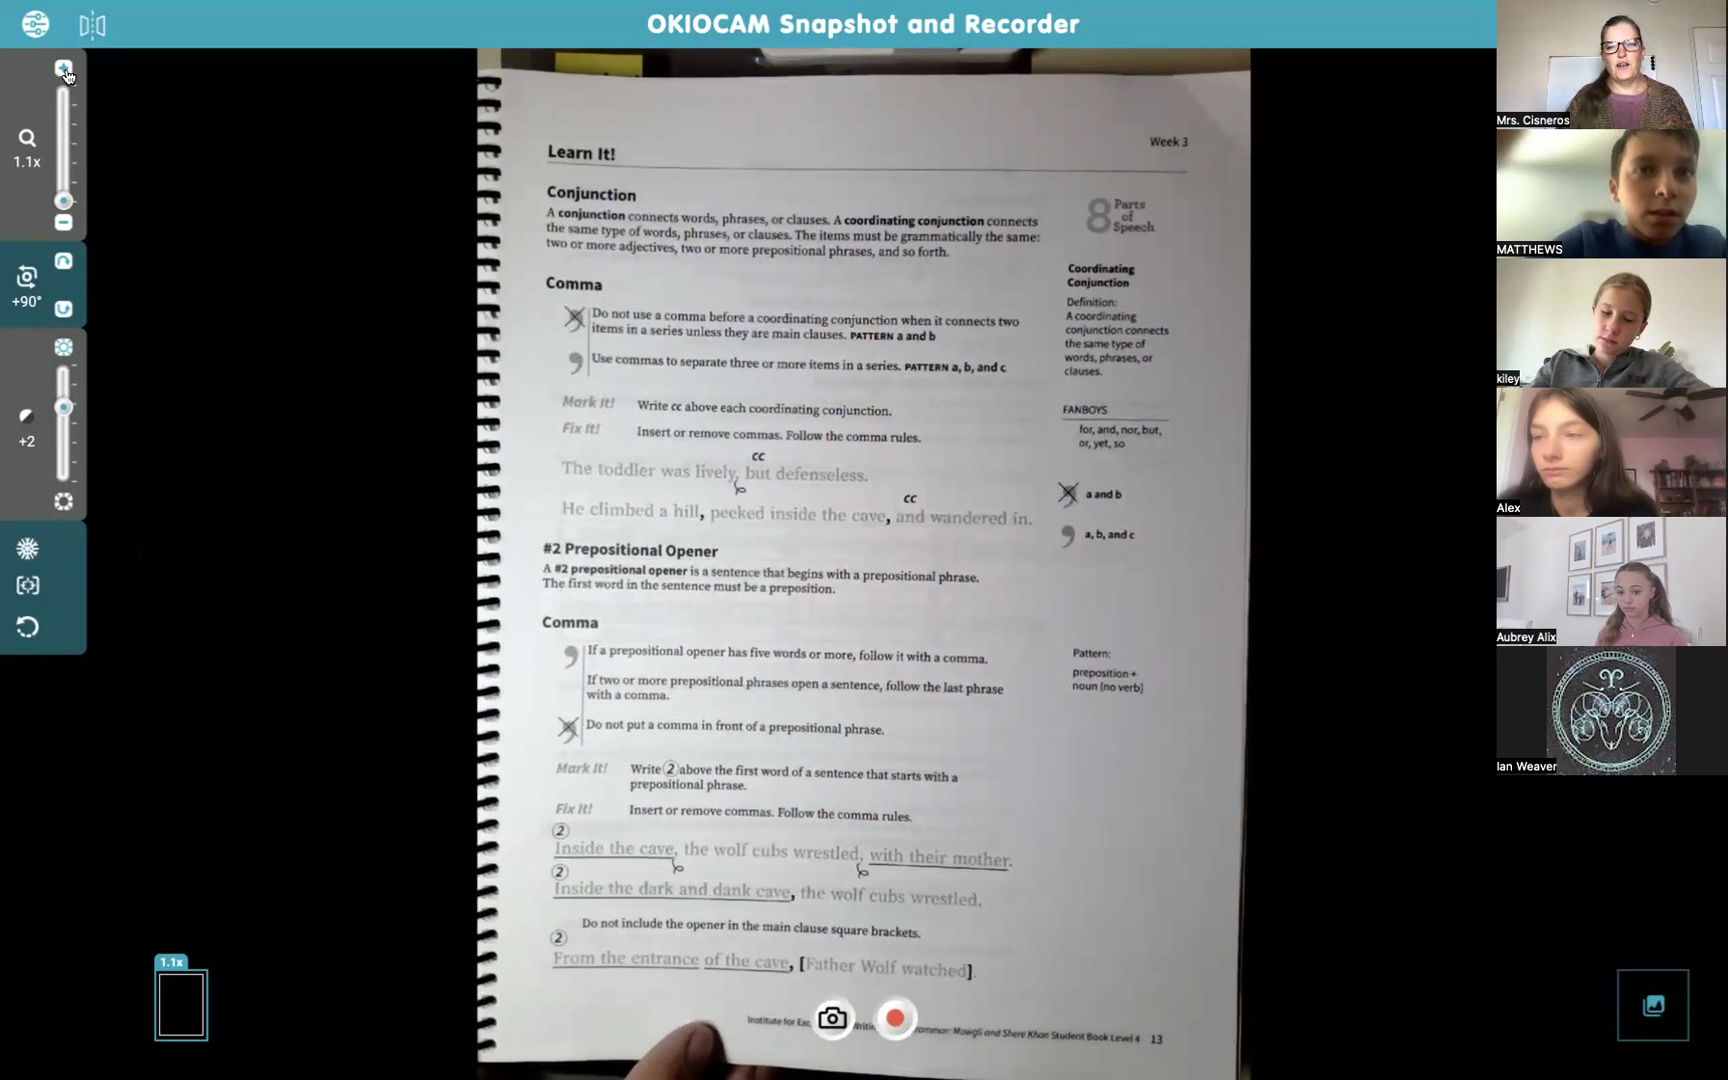 OKIOCAM Snapshot and Recorder
1.1x
+90°
+2
1.1x
Week 3
Learn It!
Conjunction
A conjunction connects words, phrases, or clauses. A coordinating conjunction connects
the same type of words, phrases, or clauses. The items must be grammatically the same:
two or more adjectives, two or more prepositional phrases, and so forth.
8 Parts
of
Speech
Comma
Do not use a comma before a coordinating conjunction when it connects two
items in a series unless they are main clauses. PATTERN a and b
Use commas to separate three or more items in a series. PATTERN a, b, and c
Mark It! Write cc above each coordinating conjunction.
Fix It! Insert or remove commas. Follow the comma rules.
cc
The toddler was lively, but defenseless.
cc
He climbed a hill, peeked inside the cave, and wandered in.
Coordinating
Conjunction
Definition:
A coordinating
conjunction connects
the same type of
words, phrases, or
clauses.
FANBOYS
for, and, nor, but,
or, yet, so
a and b
a, b, and c
#2 Prepositional Opener
A #2 prepositional opener is a sentence that begins with a prepositional phrase.
The first word in the sentence must be a preposition.
Comma
If a prepositional opener has five words or more, follow it with a comma.
If two or more prepositional phrases open a sentence, follow the last phrase
with a comma.
Do not put a comma in front of a prepositional phrase.
Pattern:
preposition +
noun (no verb)
Mark It! Write 2 above the first word of a sentence that starts with a
prepositional phrase.
Fix It! Insert or remove commas. Follow the comma rules.
2
Inside the cave, the wolf cubs wrestled, with their mother.
2
Inside the dark and dank cave, the wolf cubs wrestled.
Do not include the opener in the main clause square brackets.
2
From the entrance of the cave, [Father Wolf watched].
Institute for Mowgli and Shere Khan Student Book Level 4 13
Mrs. Cisneros
MATTHEWS
kiley
Alex
Aubrey Alix
Ian Weaver